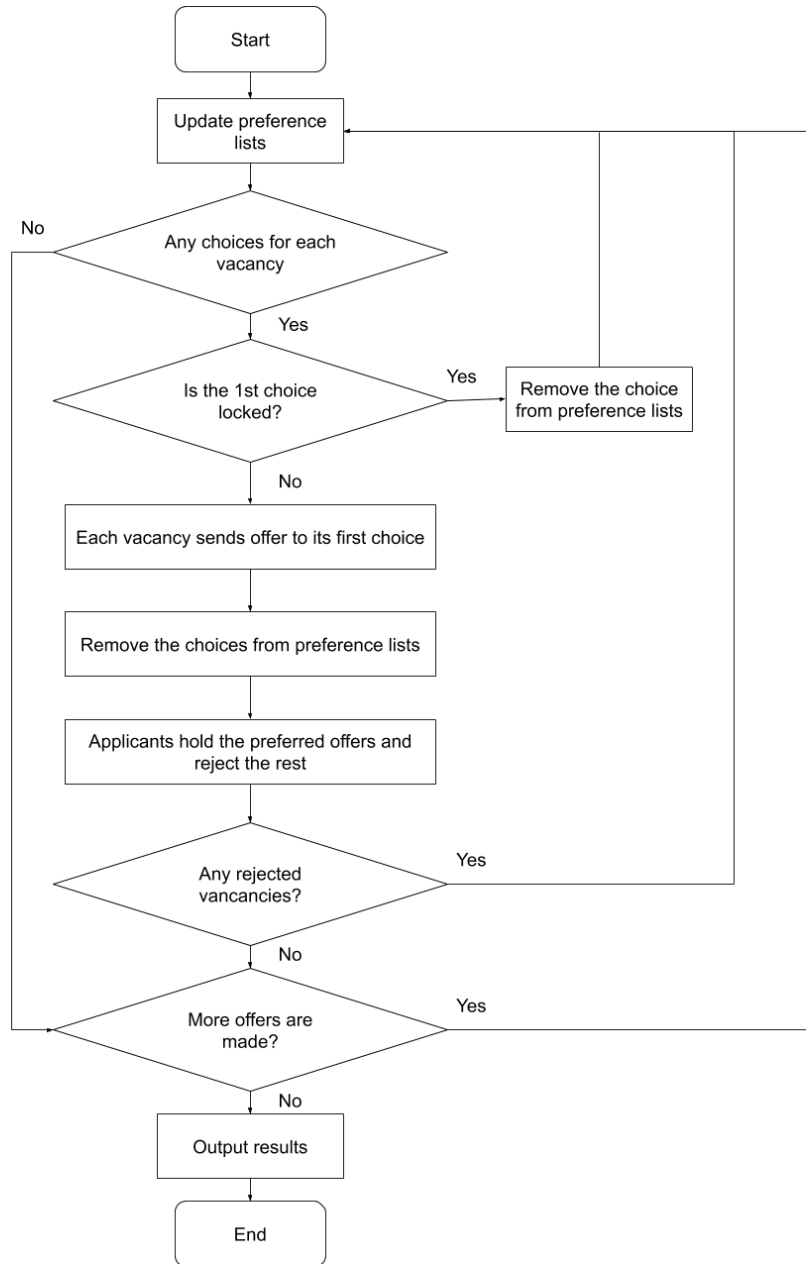 Start
Update preference
lists
No
Any choices for each
vacancy
Yes
Is the 1st choice
locked?
Yes
Remove the choice
from preference lists
No
Each vacancy sends offer to its first choice
Remove the choices from preference lists
Applicants hold the preferred offers and
reject the rest
Any rejected
vancancies?
Yes
No
More offers are
made?
Yes
No
Output results
End